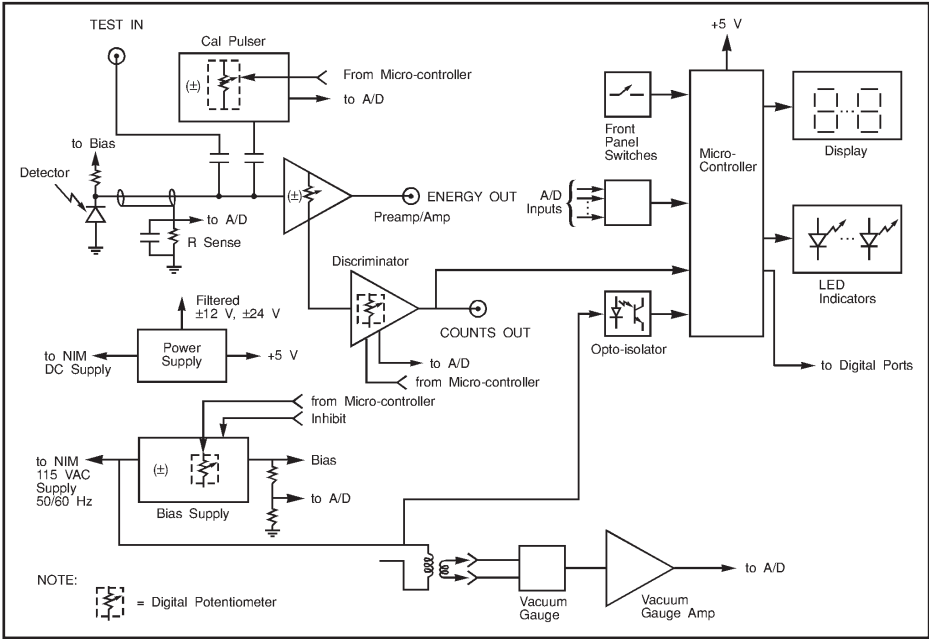 TEST IN
Cal Pulser
(±)
From Micro-controller
to A/D
+5 V
Front
Panel
Switches
Micro-
Controller
Display
to Bias
Detector
to A/D
R Sense
(±)
ENERGY OUT
Preamp/Amp
A/D
Inputs
LED
Indicators
Discriminator
COUNTS OUT
to A/D
from Micro-controller
Opto-isolator
to Digital Ports
Filtered
±12 V, ±24 V
Power
Supply
to NIM
DC Supply
+5 V
from Micro-controller
Inhibit
to NIM
115 VAC
Supply
50/60 Hz
(±)
Bias
to A/D
Bias Supply
Vacuum
Gauge
Vacuum
Gauge Amp
to A/D
NOTE:
= Digital Potentiometer